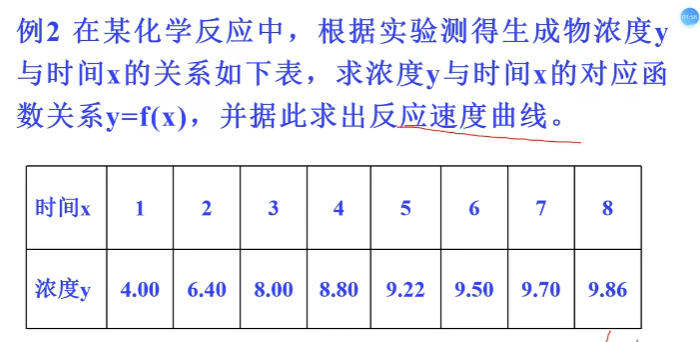 例2 在某化学反应中，根据实验测得生成物浓度y
与时间x的关系如下表，求浓度y与时间x的对应函
数关系y=f(x)，并据此求出反应速度曲线。
时间x 1 2 3 4 5 6 7 8
浓度y 4.00 6.40 8.00 8.80 9.22 9.50 9.70 9.86